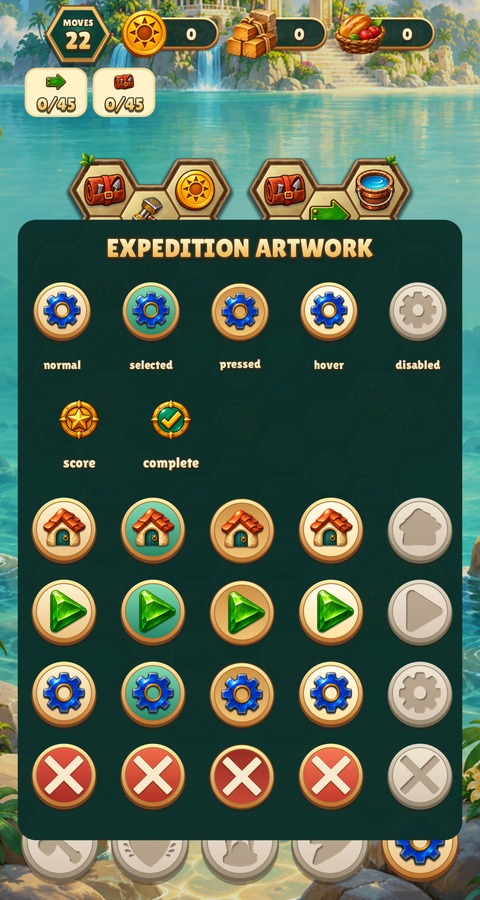 MOVES
22
0
0
0
0/45
0/45
EXPEDITION ARTWORK
normal
selected
pressed
hover
disabled
score
complete